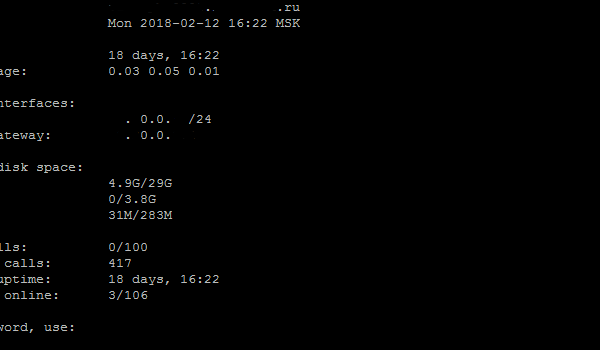 .ru
Mon 2018-02-12 16:22 MSK
18 days, 16:22
age: 0.03 0.05 0.01
nterfaces:
. 0.0. /24
ateway: . 0.0.
disk space:
4.9G/29G
0/3.8G
31M/283M
lls: 0/100
calls: 417
uptime: 18 days, 16:22
online: 3/106
word, use: